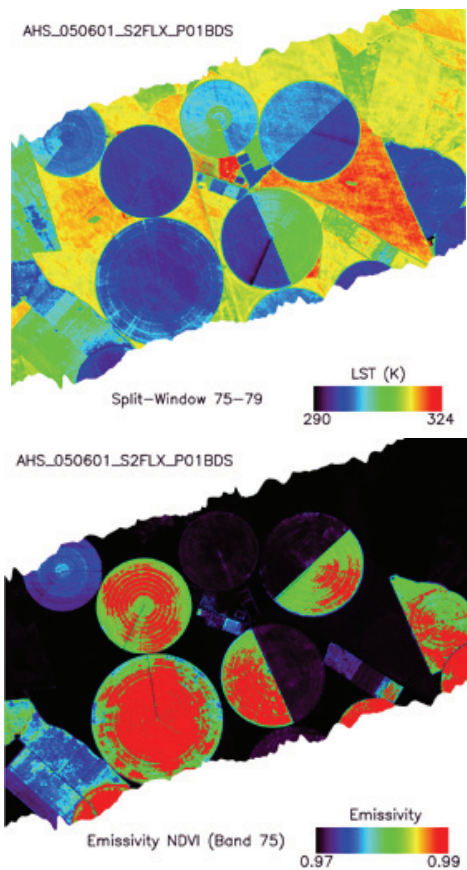 AHS_050601_S2FLX_P01BDS
LST (K)
Split-Window 75-79
290 324
AHS_050601_S2FLX_P01BDS
Emissivity
Emissivity NDVI (Band 75)
0.97 0.99